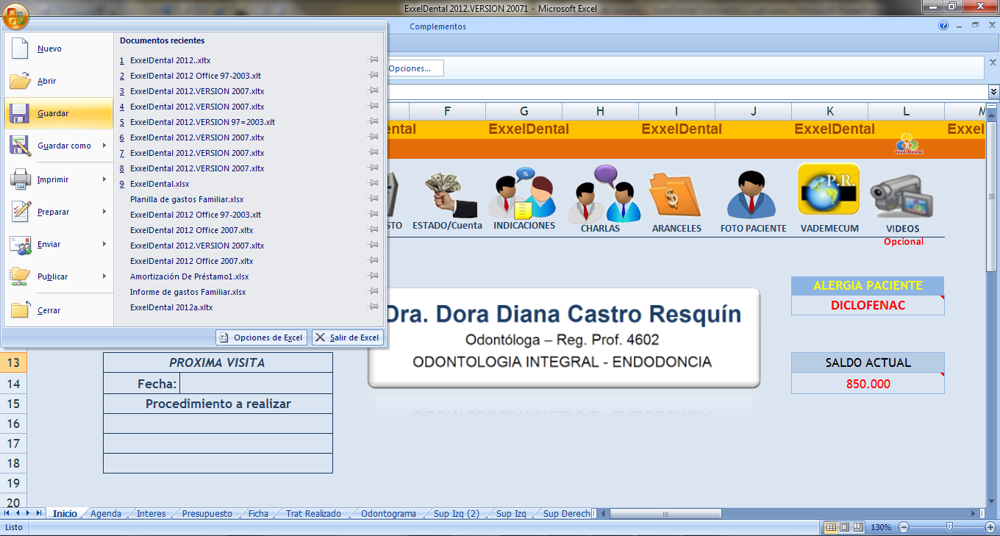 ExxelDental 2012.VERSION 20071 - Microsoft Excel
Complementos
Nuevo
Abrir
Guardar
Guardar como
Imprimir
Preparar
Enviar
Publicar
Cerrar
Documentos recientes
1 ExxelDental 2012..xltx
2 ExxelDental 2012 Office 97-2003.xlt
3 ExxelDental 2012.VERSION 2007.xltx
4 ExxelDental 2012.VERSION 2007.xltx
5 ExxelDental 2012.VERSION 97=2003.xlt
6 ExxelDental 2012.VERSION 2007.xltx
7 ExxelDental 2012.VERSION 2007.xltx
8 ExxelDental 2012.VERSION 2007.xltx
9 ExxelDental.xlsx
Planilla de gastos Familiar.xlsx
ExxelDental 2012 Office 97-2003.xlt
ExxelDental 2012 Office 2007.xltx
ExxelDental 2012.VERSION 2007.xltx
ExxelDental 2012 Office 2007.xltx
Amortización De Préstamo1.xlsx
Informe de gastos Familiar.xlsx
ExxelDental 2012a.xltx
Opciones de Excel
Salir de Excel
Opciones...
F G H I J K L M
ental ExxelDental ExxelDental ExxelDental Exxel
ExxelDental
%
$
P.R.
STO ESTADO/Cuenta INDICACIONES CHARLAS ARANCELES FOTO PACIENTE VADEMECUM VIDEOS
Opcional
ALERGIA PACIENTE
DICLOFENAC
Dra. Dora Diana Castro Resquín
Odontóloga – Reg. Prof. 4602
ODONTOLOGIA INTEGRAL - ENDODONCIA
SALDO ACTUAL
850.000
13 PROXIMA VISITA
14 Fecha:
15 Procedimiento a realizar
16
17
18
19
20
Inicio Agenda Interes Presupuesto Ficha Trat Realizado Odontograma Sup Izq (2) Sup Izq Sup Derech
Listo
130%